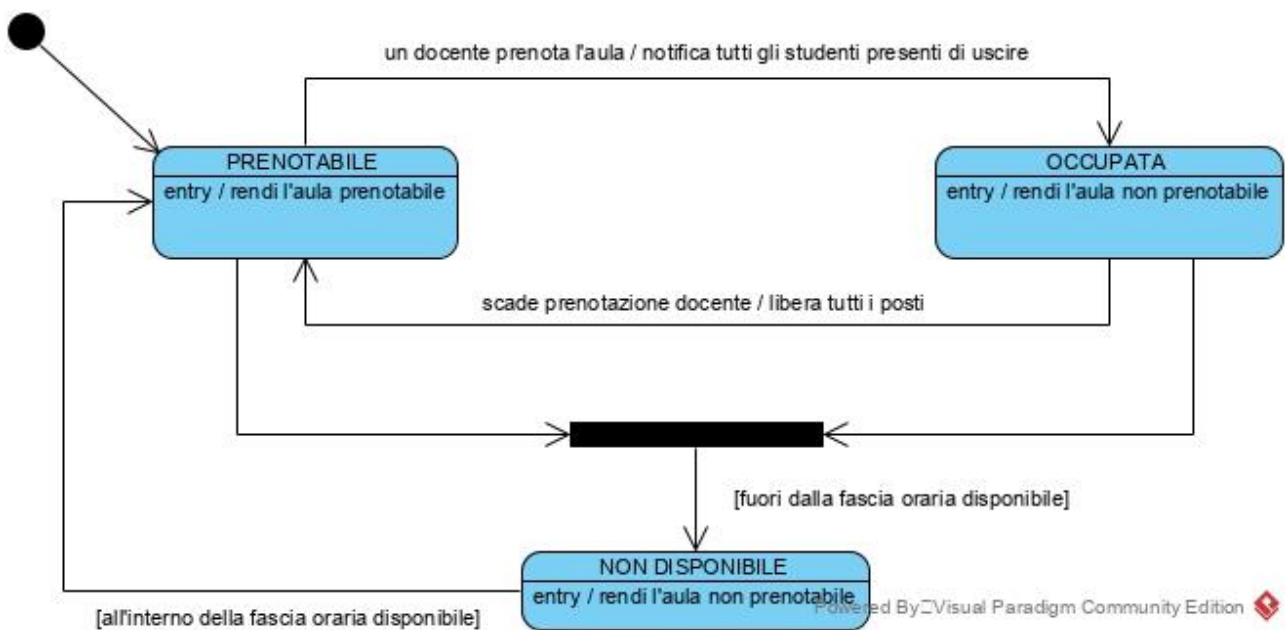 un docente prenota l'aula / notifica tutti gli studenti presenti di uscire
PRENOTABILE
entry / rendi l'aula prenotabile
OCCUPATA
entry / rendi l'aula non prenotabile
scade prenotazione docente / libera tutti i posti
[fuori dalla fascia oraria disponibile]
NON DISPONIBILE
entry / rendi l'aula non prenotabile
[all'interno della fascia oraria disponibile]
Powered By Visual Paradigm Community Edition